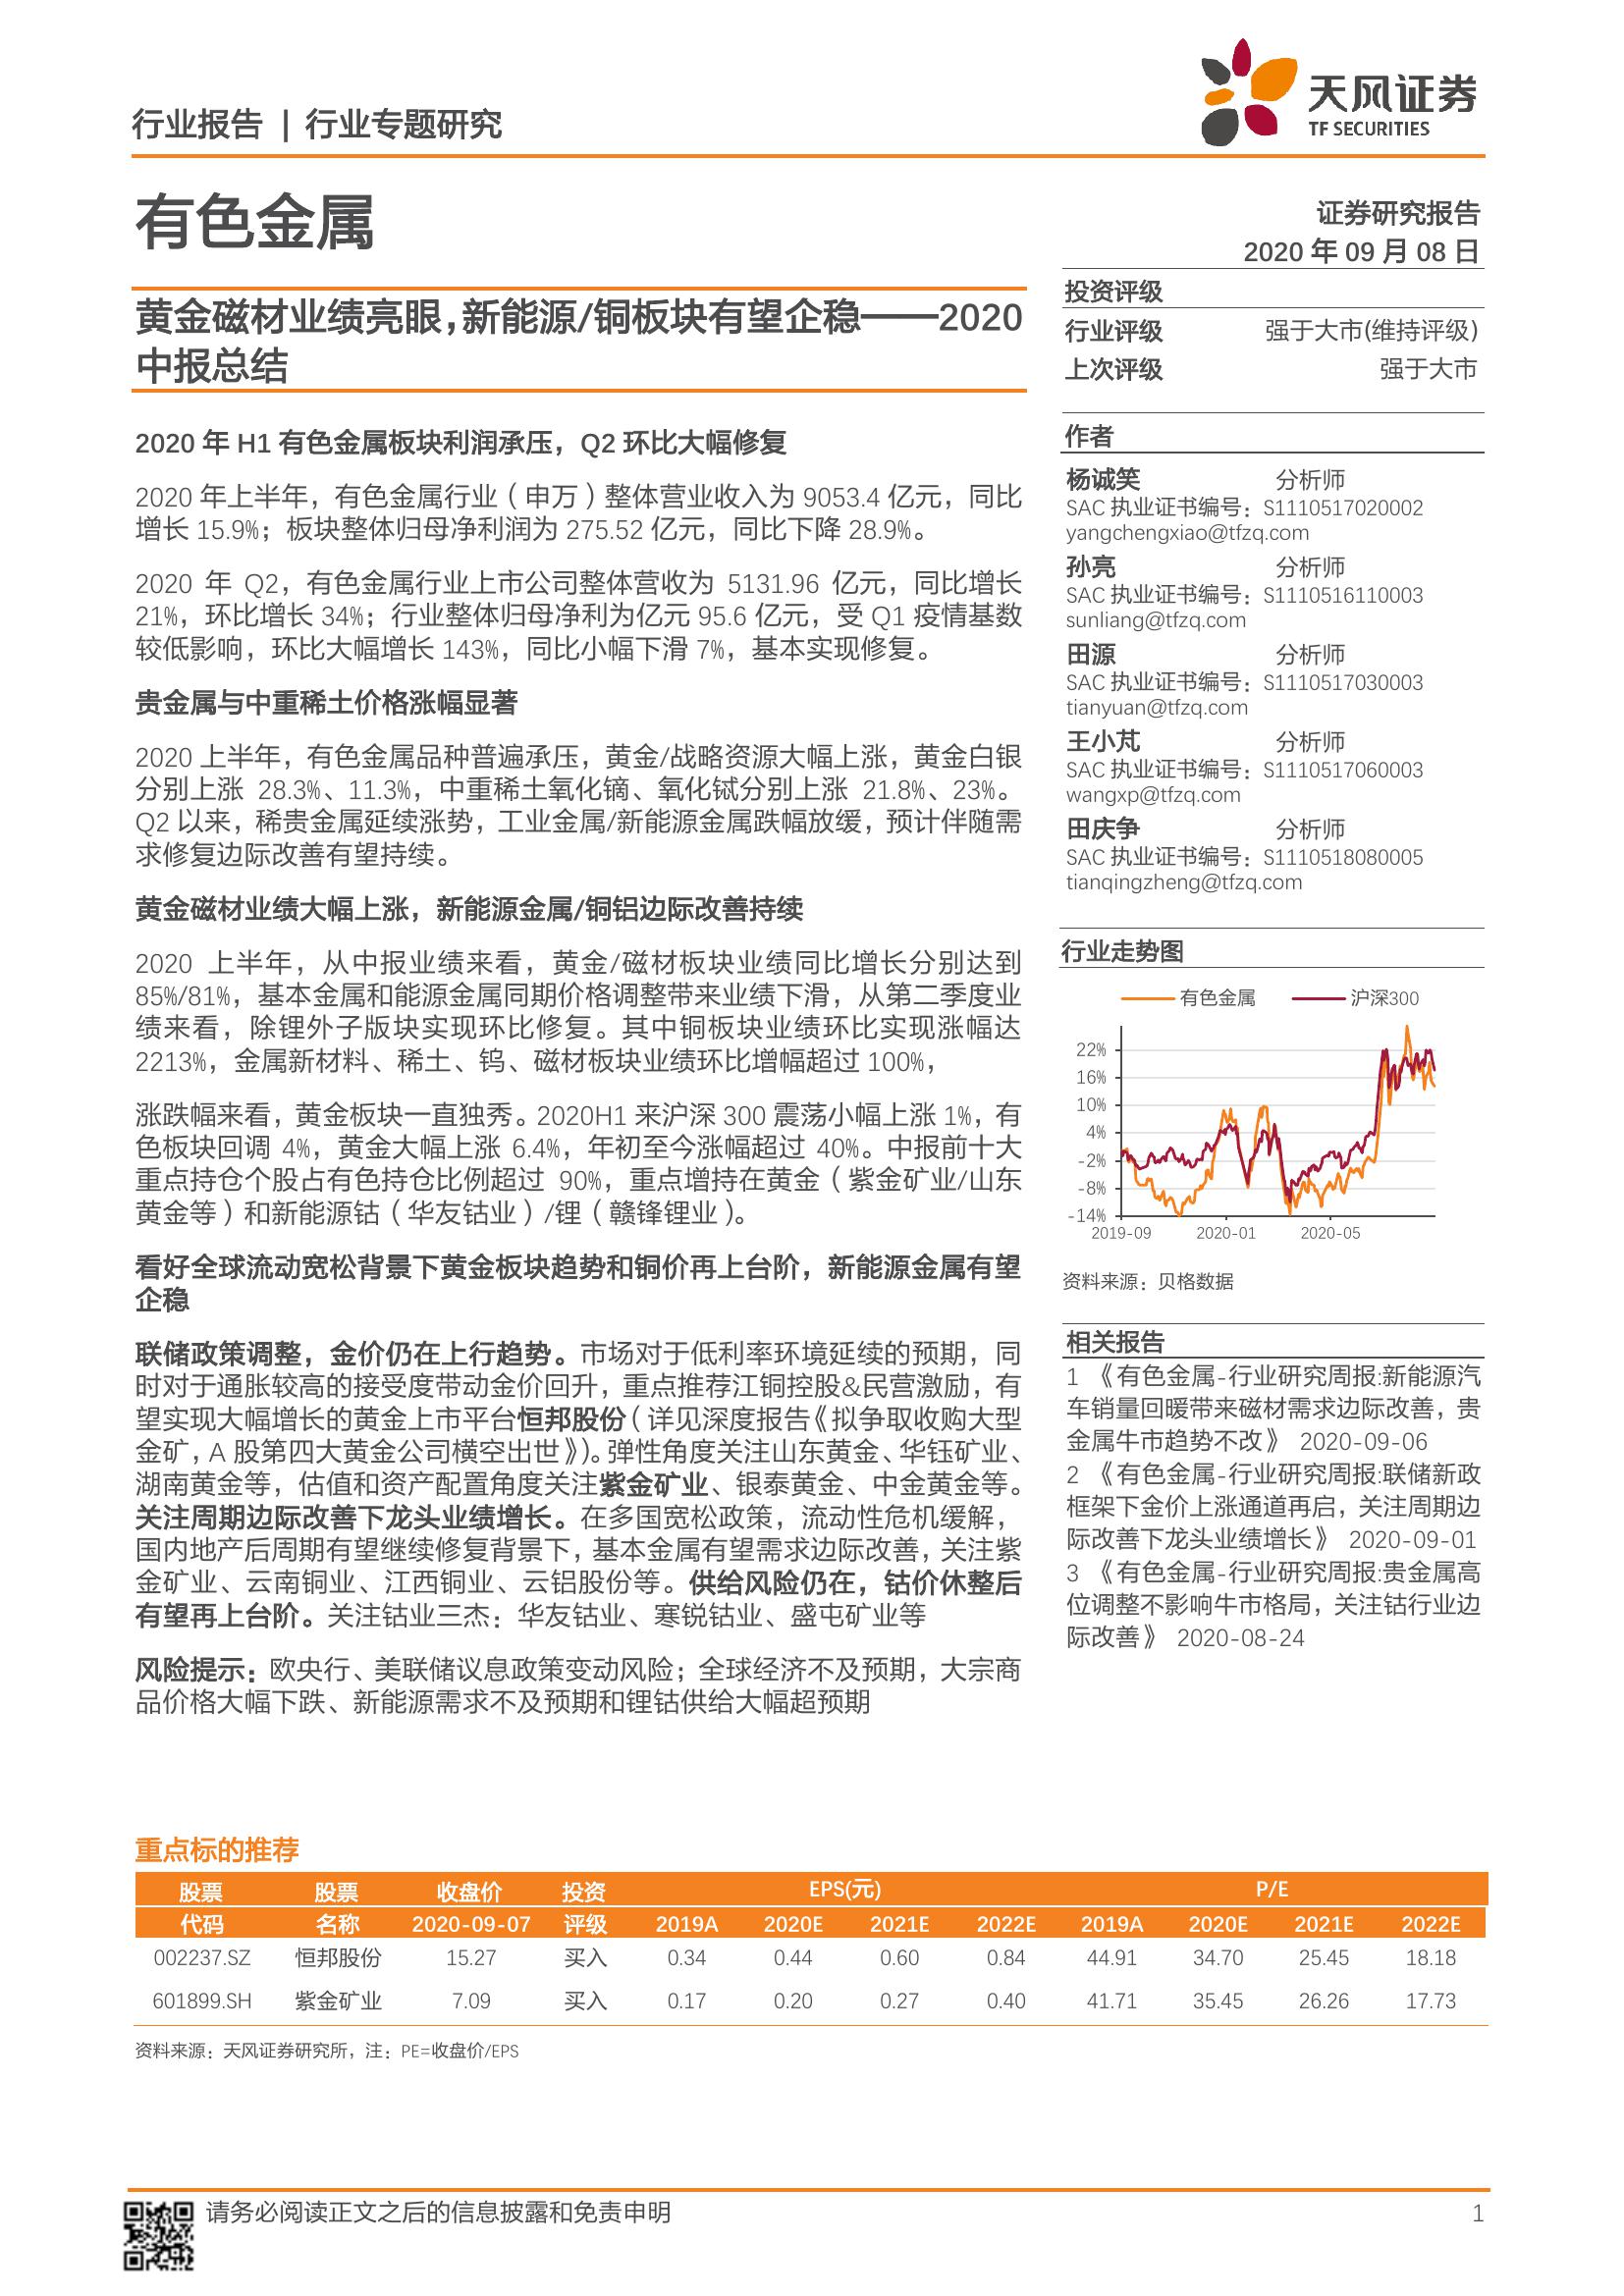 行业报告 | 行业专题研究
天风证券
TF SECURITIES
有色金属
证券研究报告
2020 年 09 月 08 日
黄金磁材业绩亮眼,新能源/铜板块有望企稳——2020
中报总结
2020 年 H1 有色金属板块利润承压，Q2 环比大幅修复
2020 年上半年，有色金属行业（申万）整体营业收入为 9053.4 亿元，同比
增长 15.9%；板块整体归母净利润为 275.52 亿元，同比下降 28.9%。
2020 年 Q2，有色金属行业上市公司整体营收为 5131.96 亿元，同比增长
21%，环比增长 34%；行业整体归母净利为亿元 95.6 亿元，受 Q1 疫情基数
较低影响，环比大幅增长 143%，同比小幅下滑 7%，基本实现修复。
贵金属与中重稀土价格涨幅显著
2020 上半年，有色金属品种普遍承压，黄金/战略资源大幅上涨，黄金白银
分别上涨 28.3%、11.3%，中重稀土氧化镝、氧化铽分别上涨 21.8%、23%。
Q2 以来，稀贵金属延续涨势，工业金属/新能源金属跌幅放缓，预计伴随需
求修复边际改善有望持续。
黄金磁材业绩大幅上涨，新能源金属/铜铝边际改善持续
2020 上半年，从中报业绩来看，黄金/磁材板块业绩同比增长分别达到
85%/81%，基本金属和能源金属同期价格调整带来业绩下滑，从第二季度业
绩来看，除锂外子版块实现环比修复。其中铜板块业绩环比实现涨幅达
2213%，金属新材料、稀土、钨、磁材板块业绩环比增幅超过 100%，
涨跌幅来看，黄金板块一直独秀。2020H1 来沪深 300 震荡小幅上涨 1%，有
色板块回调 4%，黄金大幅上涨 6.4%，年初至今涨幅超过 40%。中报前十大
重点持仓个股占有色持仓比例超过 90%，重点增持在黄金（紫金矿业/山东
黄金等）和新能源钴（华友钴业）/锂（赣锋锂业）。
看好全球流动宽松背景下黄金板块趋势和铜价再上台阶，新能源金属有望
企稳
联储政策调整，金价仍在上行趋势。市场对于低利率环境延续的预期，同
时对于通胀较高的接受度带动金价回升，重点推荐江铜控股&民营激励，有
望实现大幅增长的黄金上市平台恒邦股份（详见深度报告《拟争取收购大型
金矿，A 股第四大黄金公司横空出世》）。弹性角度关注山东黄金、华钰矿业、
湖南黄金等，估值和资产配置角度关注紫金矿业、银泰黄金、中金黄金等。
关注周期边际改善下龙头业绩增长。在多国宽松政策，流动性危机缓解，
国内地产后周期有望继续修复背景下，基本金属有望需求边际改善，关注紫
金矿业、云南铜业、江西铜业、云铝股份等。供给风险仍在，钴价休整后
有望再上台阶。关注钴业三杰：华友钴业、寒锐钴业、盛屯矿业等
风险提示：欧央行、美联储议息政策变动风险；全球经济不及预期，大宗商
品价格大幅下跌、新能源需求不及预期和锂钴供给大幅超预期
投资评级
行业评级 强于大市(维持评级)
上次评级 强于大市
作者
杨诚笑 分析师
SAC 执业证书编号：S1110517020002
yangchengxiao@tfzq.com
孙亮 分析师
SAC 执业证书编号：S1110516110003
sunliang@tfzq.com
田源 分析师
SAC 执业证书编号：S1110517030003
tianyuan@tfzq.com
王小芃 分析师
SAC 执业证书编号：S1110517060003
wangxp@tfzq.com
田庆争 分析师
SAC 执业证书编号：S1110518080005
tianqingzheng@tfzq.com
行业走势图
有色金属 沪深300
22%
16%
10%
4%
-2%
-8%
-14%
2019-09 2020-01 2020-05
资料来源：贝格数据
相关报告
1 《有色金属-行业研究周报:新能源汽
车销量回暖带来磁材需求边际改善，贵
金属牛市趋势不改》 2020-09-06
2 《有色金属-行业研究周报:联储新政
框架下金价上涨通道再启，关注周期边
际改善下龙头业绩增长》 2020-09-01
3 《有色金属-行业研究周报:贵金属高
位调整不影响牛市格局，关注钴行业边
际改善》 2020-08-24
重点标的推荐
股票 股票 收盘价 投资 EPS(元) P/E
代码 名称 2020-09-07 评级 2019A 2020E 2021E 2022E 2019A 2020E 2021E 2022E
002237.SZ 恒邦股份 15.27 买入 0.34 0.44 0.60 0.84 44.91 34.70 25.45 18.18
601899.SH 紫金矿业 7.09 买入 0.17 0.20 0.27 0.40 41.71 35.45 26.26 17.73
资料来源：天风证券研究所，注：PE=收盘价/EPS
请务必阅读正文之后的信息披露和免责申明 1